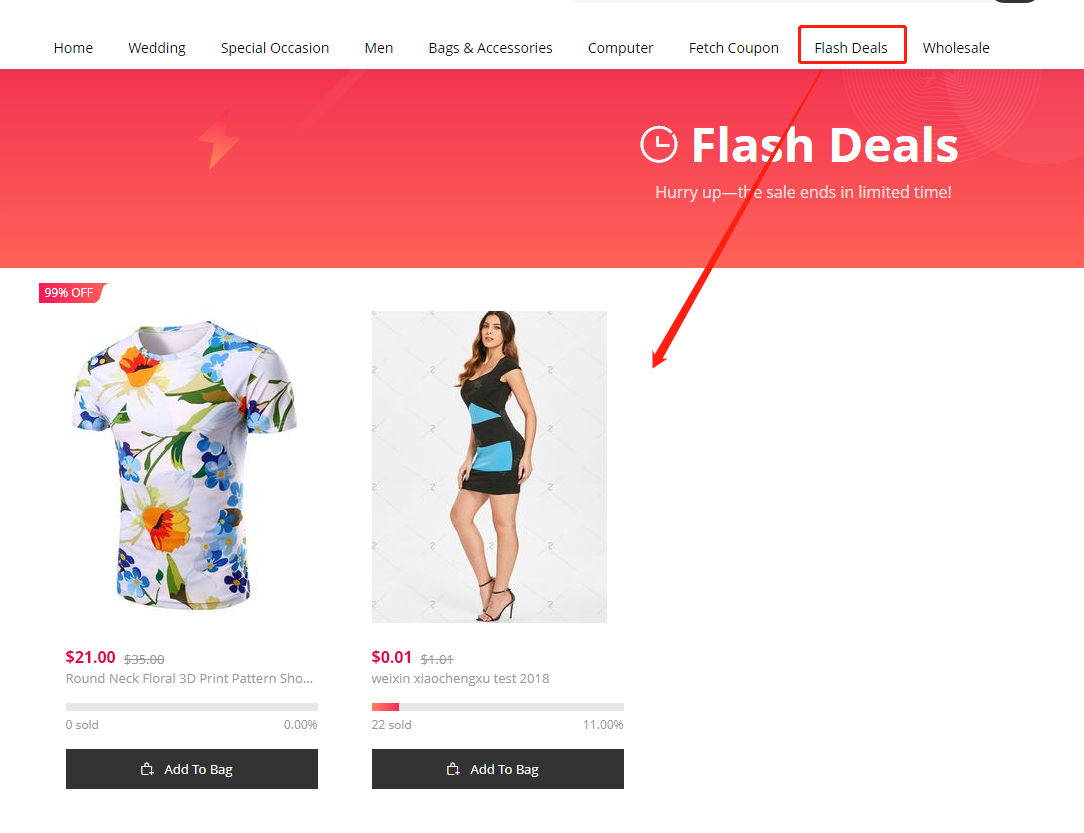 Home Wedding Special Occasion Men Bags & Accessories Computer Fetch Coupon Flash Deals Wholesale
Flash Deals
Hurry up—the sale ends in limited time!
99% OFF
$21.00 $35.00
Round Neck Floral 3D Print Pattern Sho...
0 sold 0.00%
Add To Bag
$0.01 $1.01
weixin xiaochengxu test 2018
22 sold 11.00%
Add To Bag